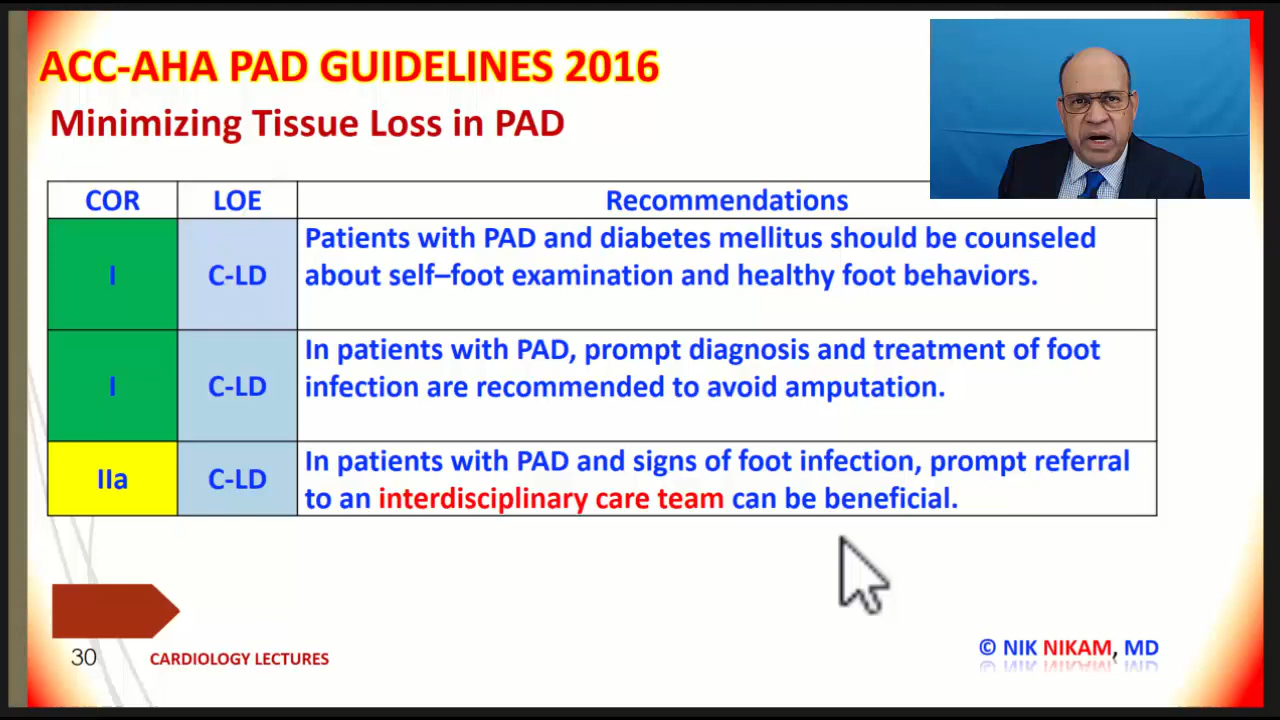 ACC-AHA PAD GUIDELINES 2016
Minimizing Tissue Loss in PAD
COR LOE Recommendations
I C-LD Patients with PAD and diabetes mellitus should be counseled
about self–foot examination and healthy foot behaviors.
I C-LD In patients with PAD, prompt diagnosis and treatment of foot
infection are recommended to avoid amputation.
IIa C-LD In patients with PAD and signs of foot infection, prompt referral
to an interdisciplinary care team can be beneficial.
30 CARDIOLOGY LECTURES
© NIK NIKAM, MD